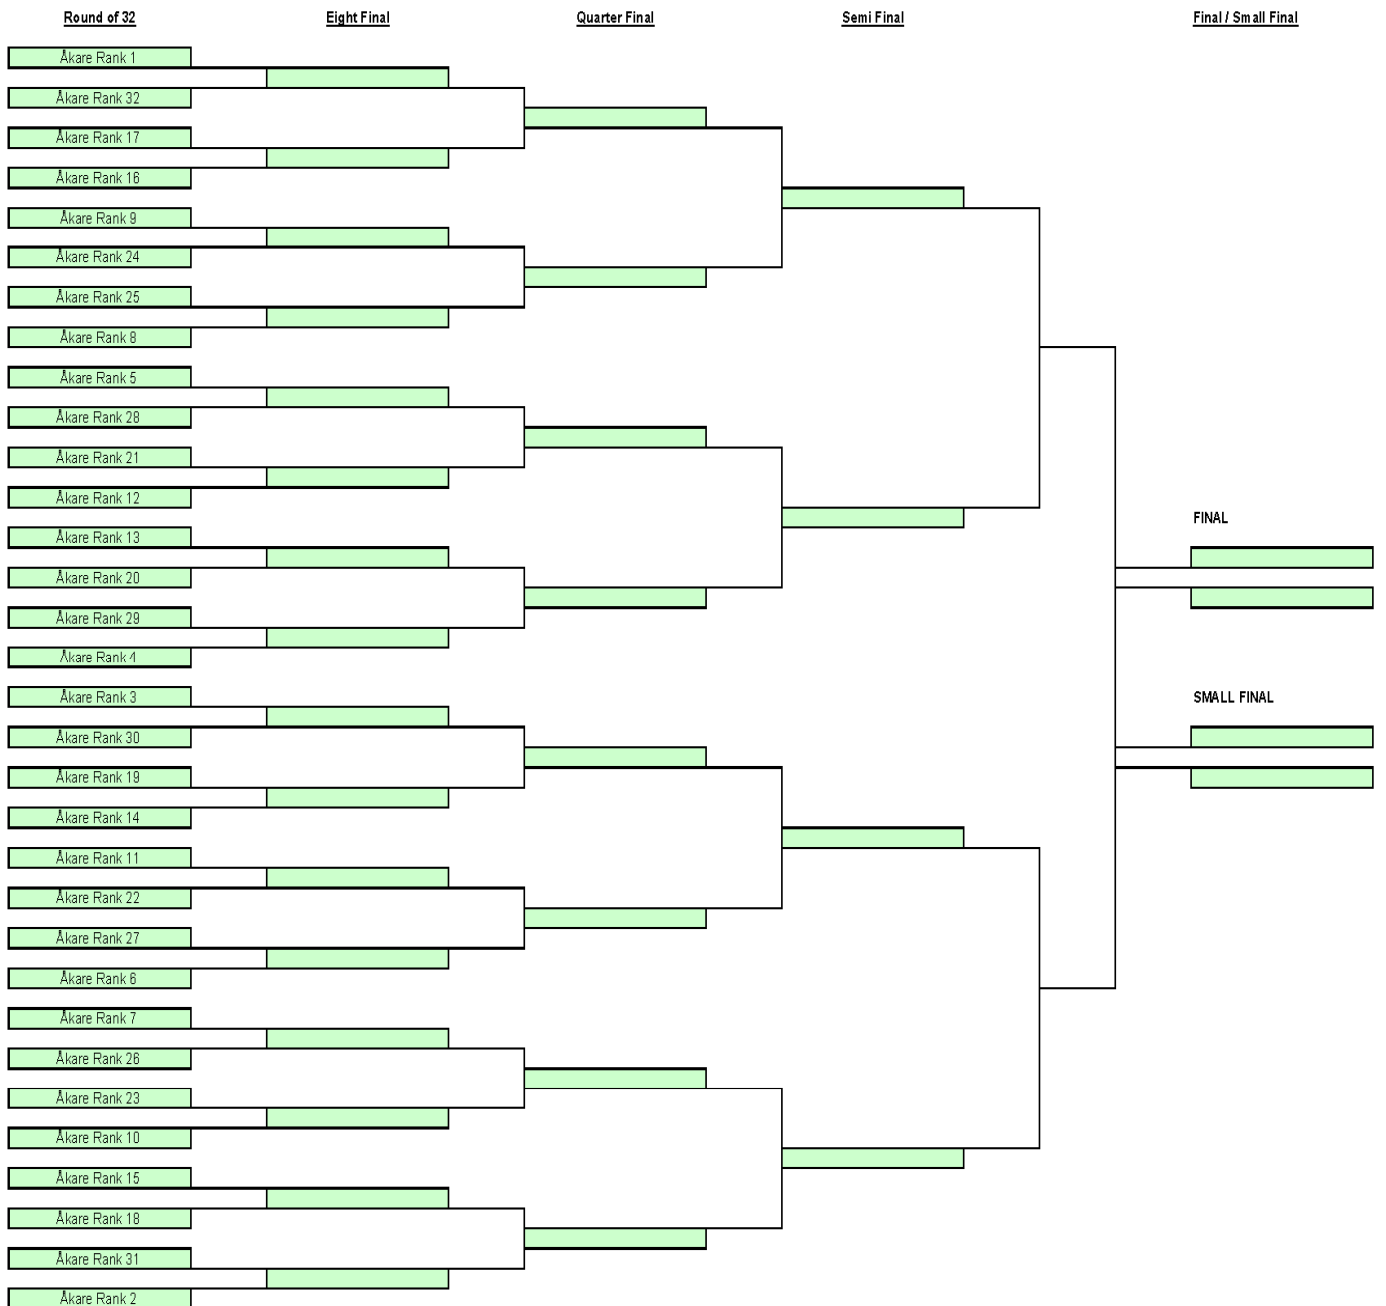 Round of 32 Eight Final Quarter Final Semi Final Final / Small Final
Åkare Rank 1
Åkare Rank 32
Åkare Rank 17
Åkare Rank 16
Åkare Rank 9
Åkare Rank 24
Åkare Rank 25
Åkare Rank 8
Åkare Rank 5
Åkare Rank 28
Åkare Rank 21
Åkare Rank 12
FINAL
Åkare Rank 13
Åkare Rank 20
Åkare Rank 29
Åkare Rank 4
Åkare Rank 3
SMALL FINAL
Åkare Rank 30
Åkare Rank 19
Åkare Rank 14
Åkare Rank 11
Åkare Rank 22
Åkare Rank 27
Åkare Rank 6
Åkare Rank 7
Åkare Rank 26
Åkare Rank 23
Åkare Rank 10
Åkare Rank 15
Åkare Rank 18
Åkare Rank 31
Åkare Rank 2